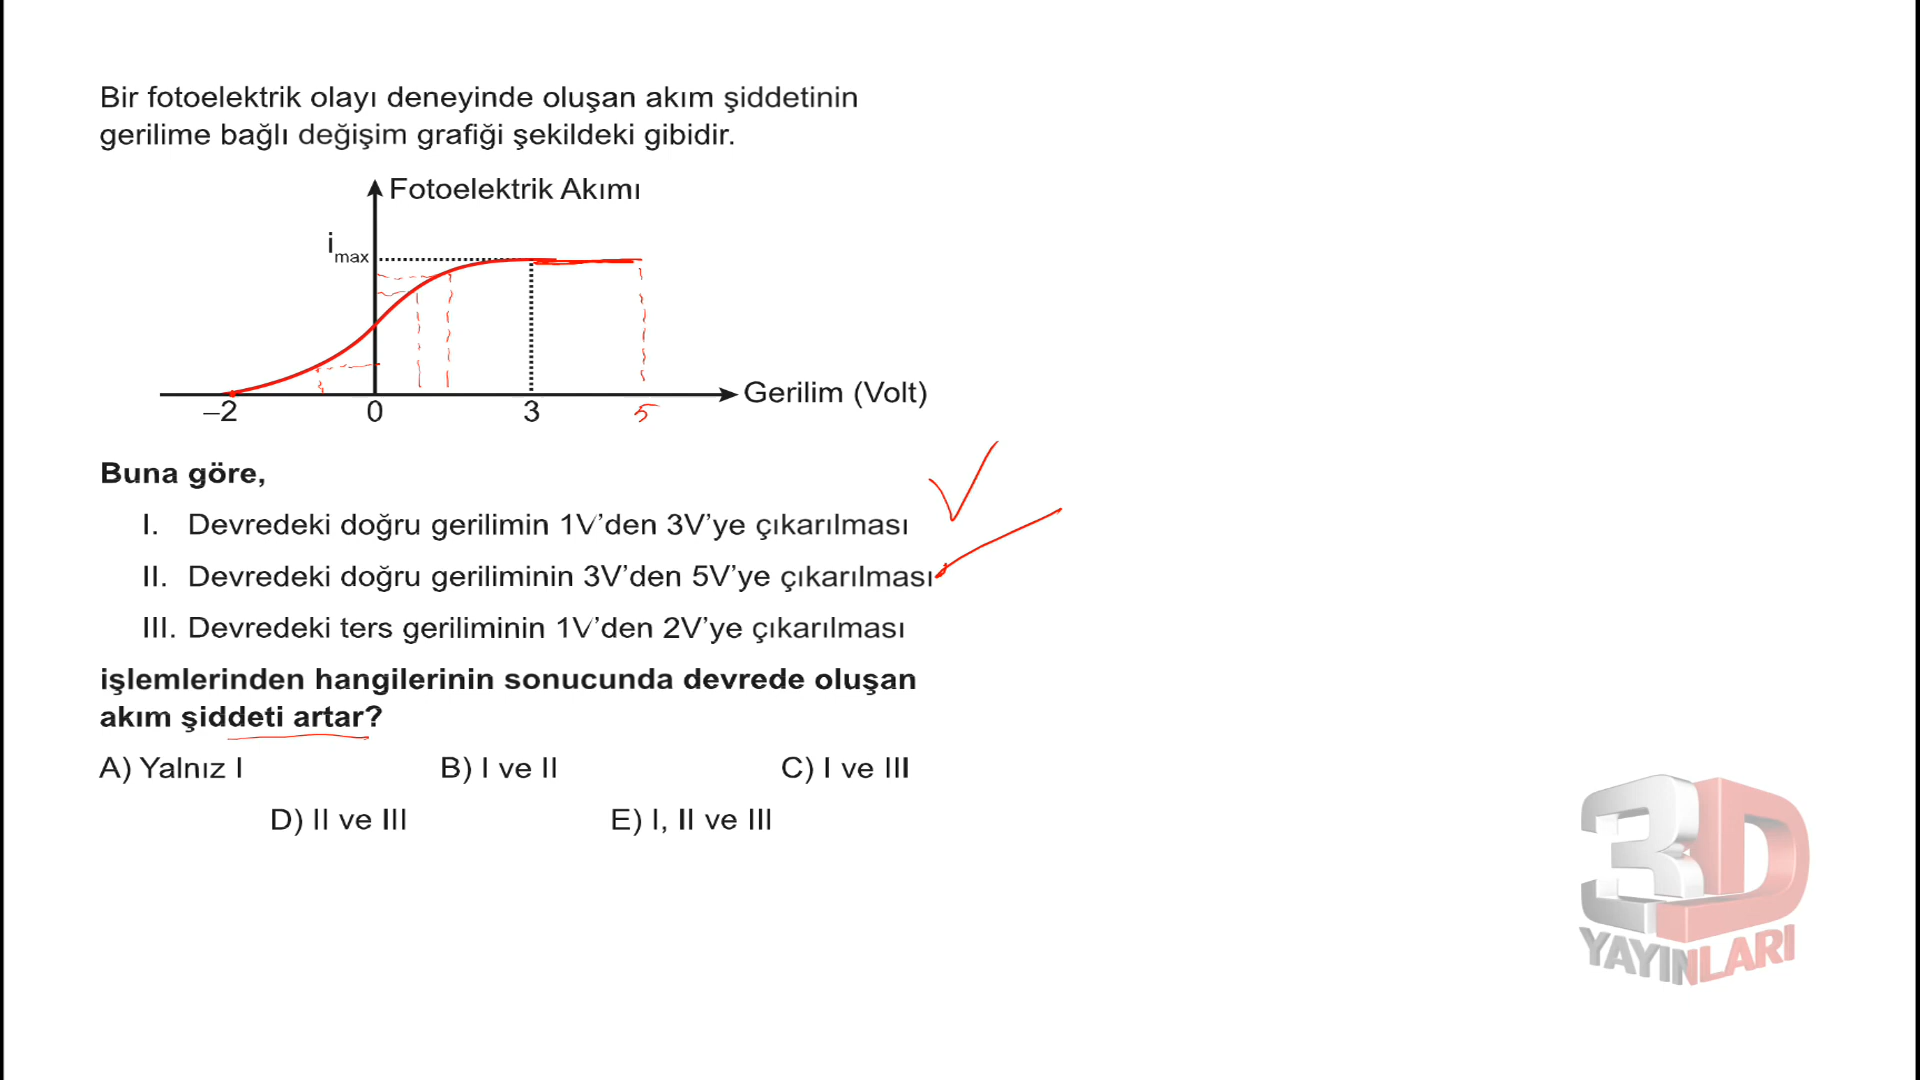 Bir fotoelektrik olayı deneyinde oluşan akım şiddetinin
gerilime bağlı değişim grafiği şekildeki gibidir.
Fotoelektrik Akımı
imax
Gerilim (Volt)
–2
0
3
5
Buna göre,
I. Devredeki doğru gerilimin 1V’den 3V’ye çıkarılması
II. Devredeki doğru geriliminin 3V’den 5V’ye çıkarılması
III. Devredeki ters geriliminin 1V’den 2V’ye çıkarılması
işlemlerinden hangilerinin sonucunda devrede oluşan
akım şiddeti artar?
A) Yalnız I
B) I ve II
C) I ve III
D) II ve III
E) I, II ve III
3D
YAYINLARI